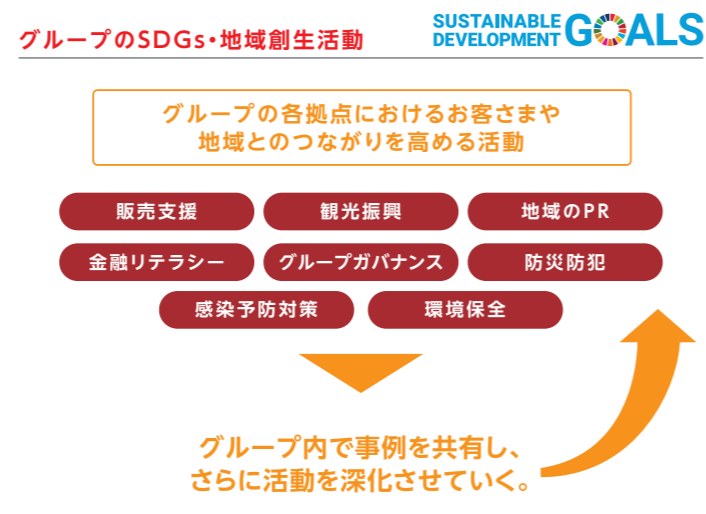 グループのSDGs・地域創生活動
SUSTAINABLE
DEVELOPMENT
GOALS
グループの各拠点におけるお客さまや
地域とのつながりを高める活動
販売支援
観光振興
地域のPR
金融リテラシー
グループガバナンス
防災防犯
感染予防対策
環境保全
グループ内で事例を共有し、
さらに活動を深化させていく。